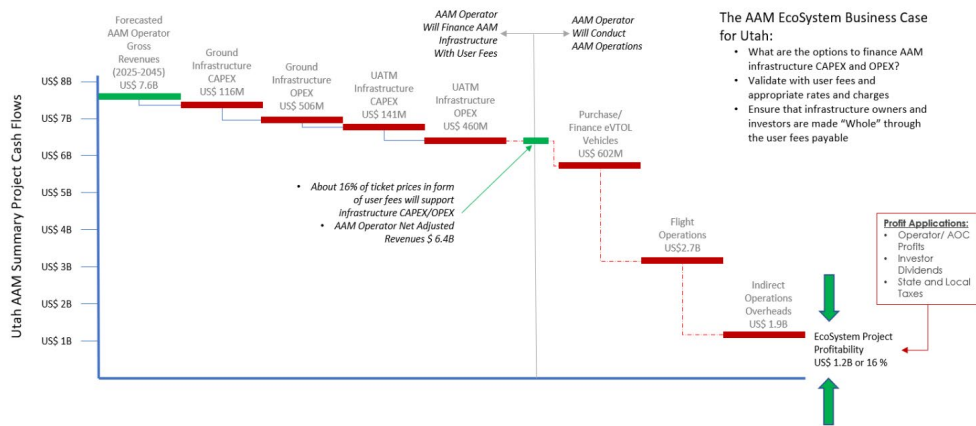 AAM Operator
Will Finance AAM
Infrastructure
With User Fees
AAM Operator
Will Conduct
AAM Operations
The AAM EcoSystem Business Case
for Utah:
• What are the options to finance AAM
infrastructure CAPEX and OPEX?
• Validate with user fees and
appropriate rates and charges
• Ensure that infrastructure owners and
investors are made “Whole” through
the user fees payable
Utah AAM Summary Project Cash Flows
US$ 8B
US$ 7B
US$ 6B
US$ 5B
US$ 4B
US$ 3B
US$ 2B
US$ 1B
Forecasted
AAM Operator
Gross
Revenues
(2025-2045)
US$ 7.6B
Ground
Infrastructure
CAPEX
US$ 116M
Ground
Infrastructure
OPEX
US$ 506M
UATM
Infrastructure
CAPEX
US$ 141M
UATM
Infrastructure
OPEX
US$ 460M
Purchase/
Finance eVTOL
Vehicles
US$ 602M
• About 16% of ticket prices in form
of user fees will support
infrastructure CAPEX/OPEX
• AAM Operator Net Adjusted
Revenues $ 6.4B
Flight
Operations
US$2.7B
Indirect
Operations
Overheads
US$ 1.9B
Profit Applications:
• Operator/ AOC
Profits
• Investor
Dividends
• State and Local
Taxes
EcoSystem Project
Profitability
US$ 1.2B or 16 %